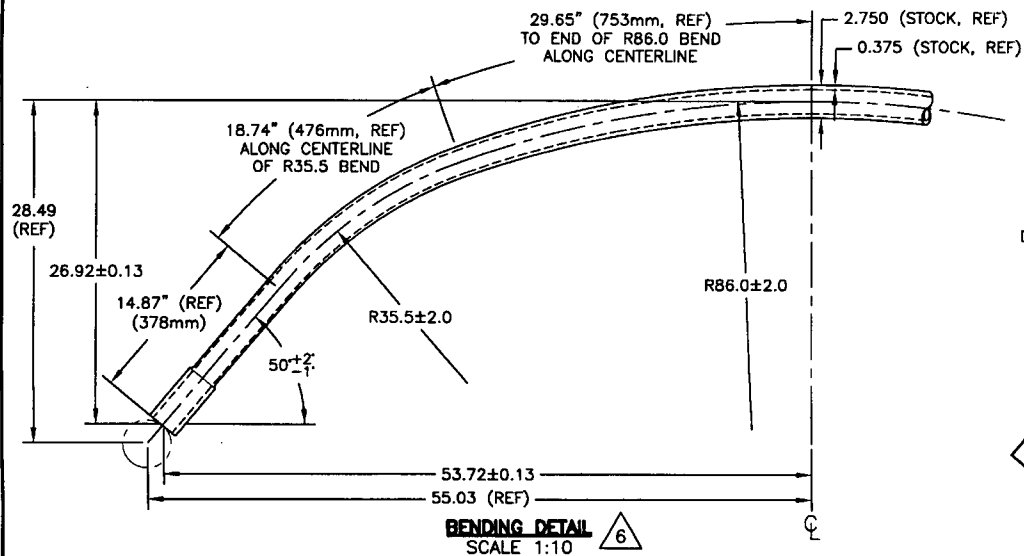 29.65" (753mm, REF)
TO END OF R86.0 BEND
ALONG CENTERLINE
2.750 (STOCK, REF)
0.375 (STOCK, REF)
18.74" (476mm, REF)
ALONG CENTERLINE
OF R35.5 BEND
28.49
(REF)
26.92±0.13
14.87" (REF)
(378mm)
R35.5±2.0
R86.0±2.0
50°+2°
-1°
53.72±0.13
55.03 (REF)
BENDING DETAIL
SCALE 1:10
6
℄